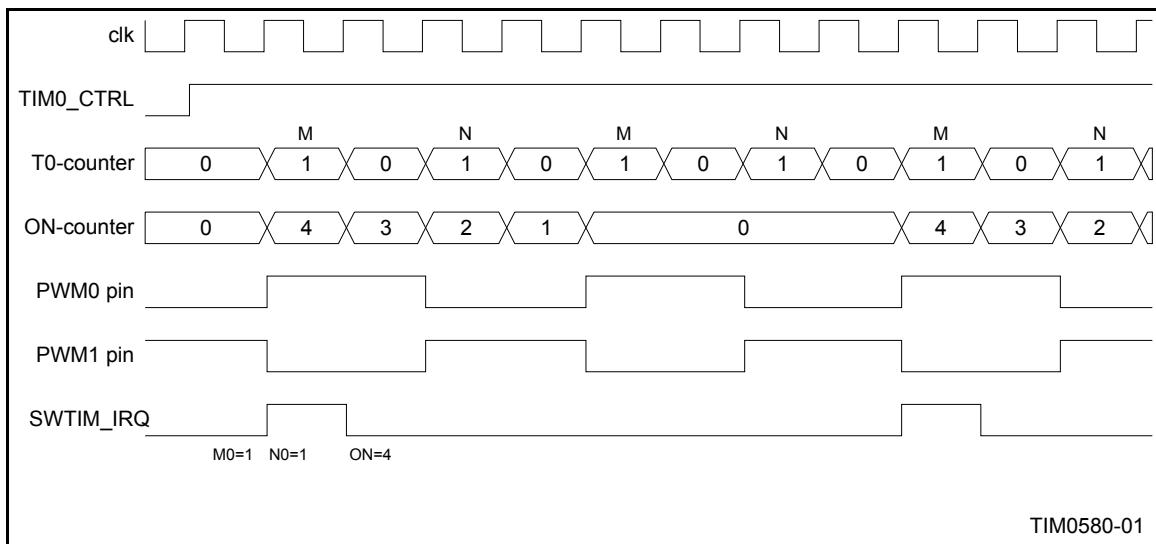 clk
TIM0_CTRL
M N M N M N
T0-counter 0 1 0 1 0 1 0 1 0 1 0 1
ON-counter 0 4 3 2 1 0 4 3 2
PWM0 pin
PWM1 pin
SWTIM_IRQ
M0=1 N0=1 ON=4
TIM0580-01